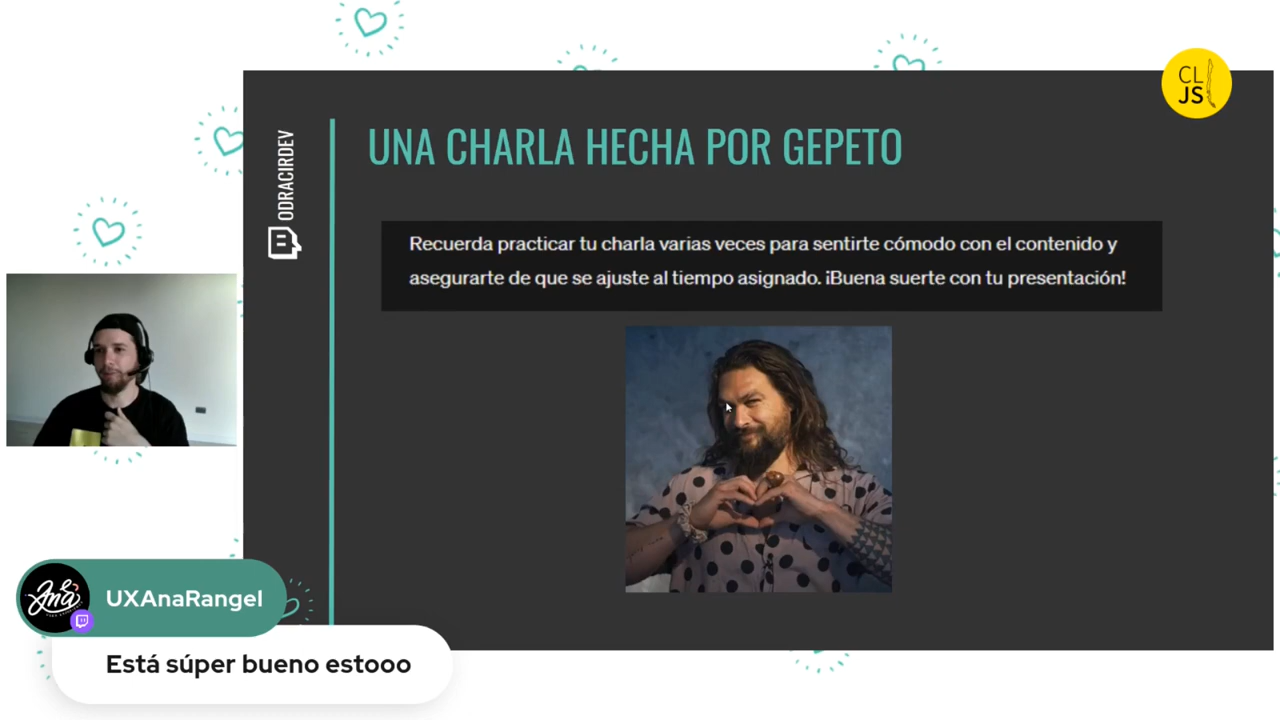 CL
JS
UNA CHARLA HECHA POR GEPETO
ODRACIRDEV
Recuerda practicar tu charla varias veces para sentirte cómodo con el contenido y
asegurarte de que se ajuste al tiempo asignado. ¡Buena suerte con tu presentación!
UXAnaRangel
Está súper bueno estooo